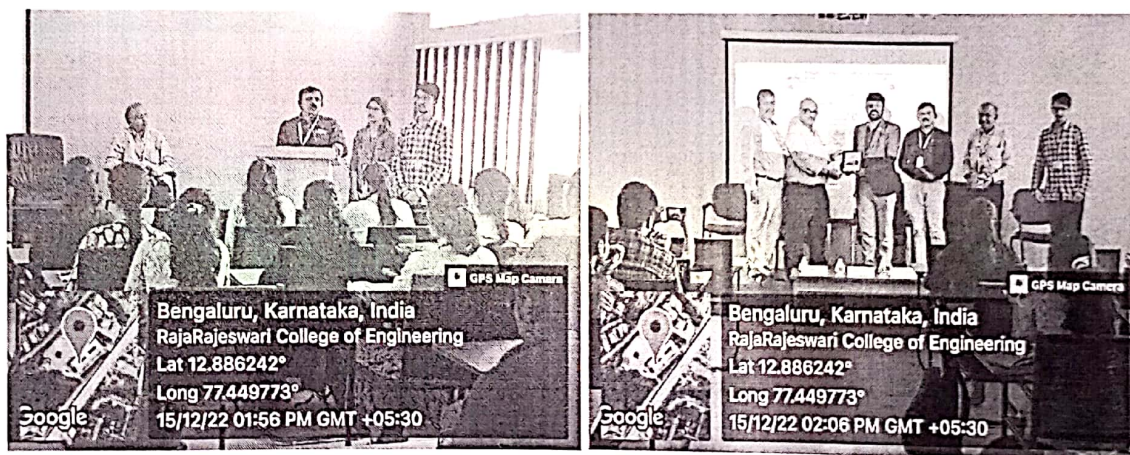 GPS Map Camera
Bengaluru, Karnataka, India
RajaRajeswari College of Engineering
Lat 12.886242°
Long 77.449773°
15/12/22 01:56 PM GMT +05:30
Google
GPS Map Camera
Bengaluru, Karnataka, India
RajaRajeswari College of Engineering
Lat 12.886242°
Long 77.449773°
15/12/22 02:06 PM GMT +05:30
Google